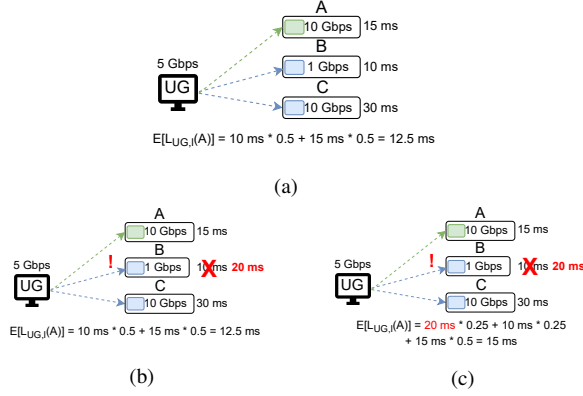 A
10 Gbps 15 ms
B
5 Gbps
1 Gbps 10 ms
UG
C
10 Gbps 30 ms
E[L_UG,I(A)] = 10 ms * 0.5 + 15 ms * 0.5 = 12.5 ms
(a)
A
10 Gbps 15 ms
B
5 Gbps
! 1 Gbps 10 ms X 20 ms
UG
C
10 Gbps 30 ms
E[L_UG,I(A)] = 10 ms * 0.5 + 15 ms * 0.5 = 12.5 ms
(b)
A
10 Gbps 15 ms
B
5 Gbps
! 1 Gbps 10 ms X 20 ms
UG
C
10 Gbps 30 ms
E[L_UG,I(A)] = 20 ms * 0.25 + 10 ms * 0.25
+ 15 ms * 0.5 = 15 ms
(c)